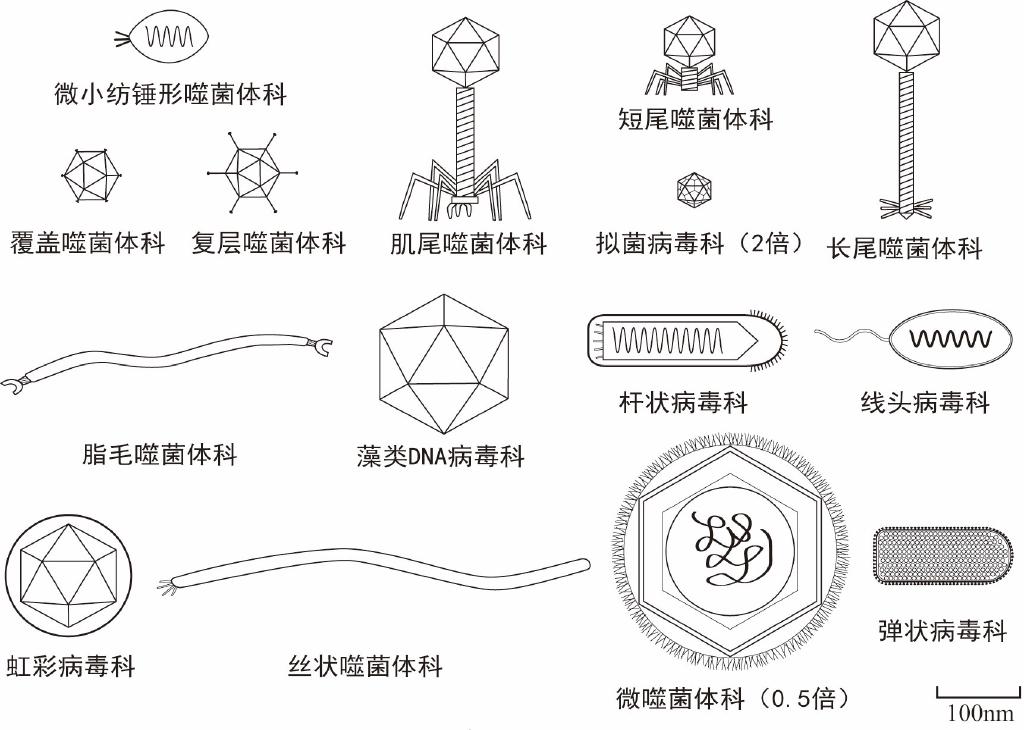 微小纺锤形噬菌体科
短尾噬菌体科
覆盖噬菌体科
复层噬菌体科
肌尾噬菌体科
拟菌病毒科（2倍）
长尾噬菌体科
杆状病毒科
线头病毒科
脂毛噬菌体科
藻类DNA病毒科
弹状病毒科
虹彩病毒科
丝状噬菌体科
微噬菌体科（0.5倍）
100nm